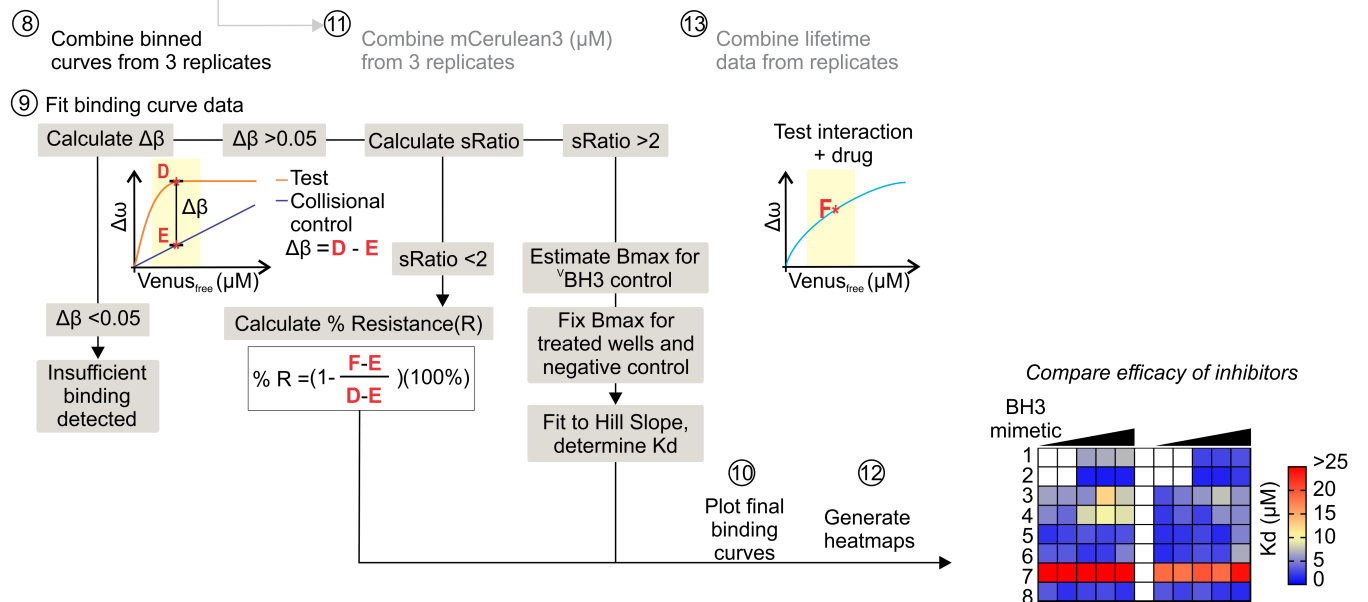 ⑧
Combine binned
curves from 3 replicates
⑪
Combine mCerulean3 (µM)
from 3 replicates
⑬
Combine lifetime
data from replicates
⑨ Fit binding curve data
Calculate Δβ
Δβ >0.05
Calculate sRatio
sRatio >2
D
E
Δβ
Δω
Venusfree (µM)
Test
Collisional
control
Δβ =D - E
Δβ <0.05
Insufficient
binding
detected
sRatio <2
Calculate % Resistance(R)
% R =(1- F-E / D-E )(100%)
Estimate Bmax for
ⱽBH3 control
Fix Bmax for
treated wells and
negative control
Fit to Hill Slope,
determine Kd
Test interaction
+ drug
F*
Δω
Venusfree (µM)
⑩
Plot final
binding
curves
⑫
Generate
heatmaps
Compare efficacy of inhibitors
BH3
mimetic
1
2
3
4
5
6
7
8
Kd (µM)
>25
20
15
10
5
0